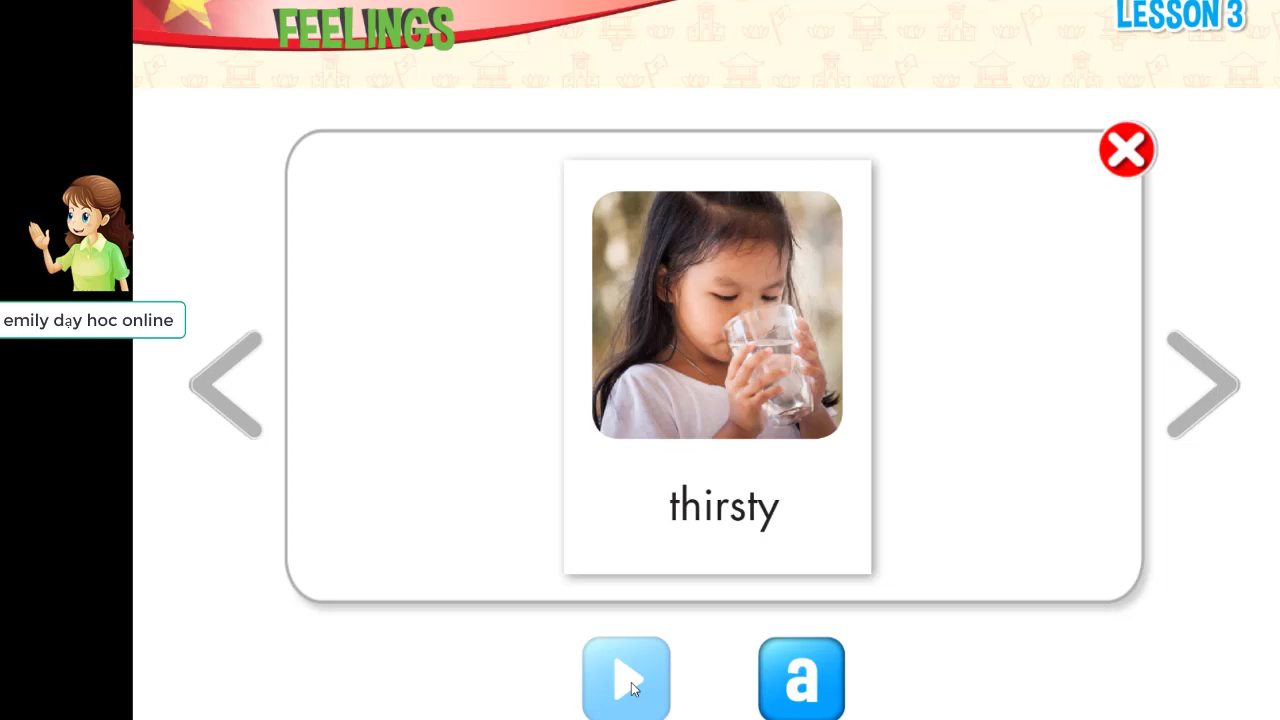 FEELINGS
LESSON 3
emily dạy hoc online
thirsty
a